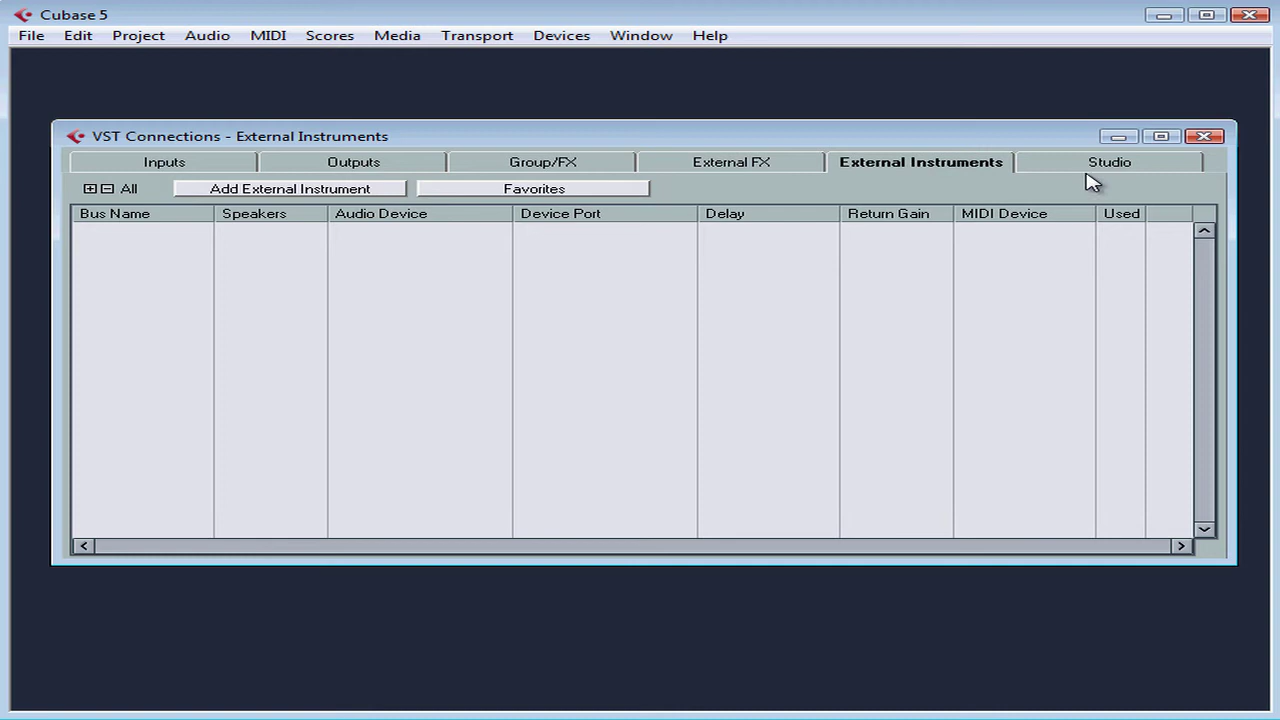 Cubase 5
File Edit Project Audio MIDI Scores Media Transport Devices Window Help
VST Connections - External Instruments
Inputs Outputs Group/FX External FX External Instruments Studio
All Add External Instrument Favorites
Bus Name Speakers Audio Device Device Port Delay Return Gain MIDI Device Used